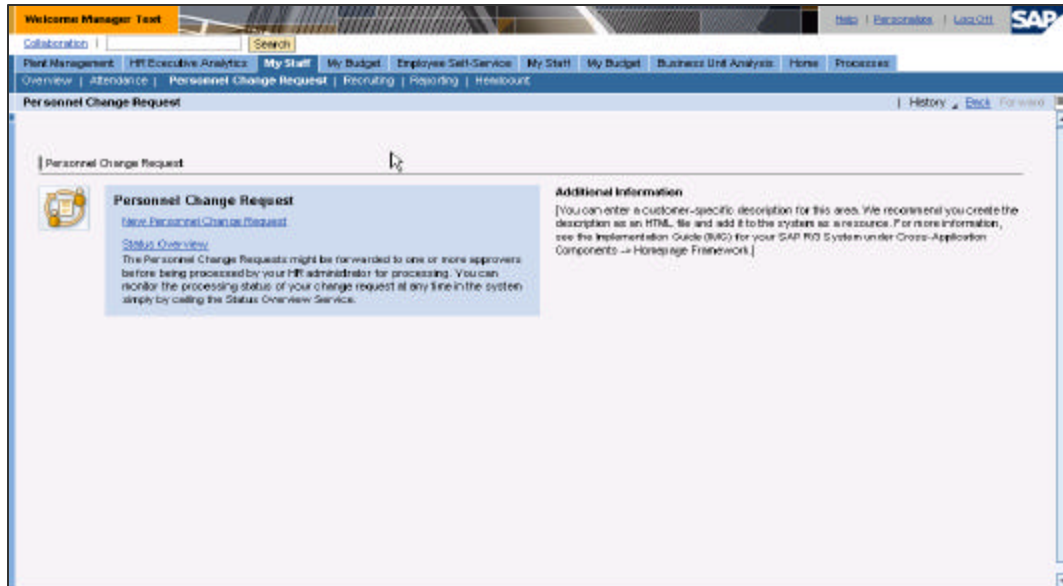 Welcome Manager Text
Help | Personalize | Log Off
SAP
Collaboration | Search
Plant Management HR Executive Analytics My Staff My Budget Employee Self-Service My Staff My Budget Business Unit Analysis Home Processes
Overview | Attendance | Personnel Change Request | Recruiting | Reporting | Headcount
Personnel Change Request | History Back Forward
Personnel Change Request
Personnel Change Request
New Personnel Change Request
Status Overview
The Personnel Change Requests might be forwarded to one or more approvers
before being processed by your HR administrator for processing. You can
monitor the processing status of your change request at any time in the system
simply by calling the Status Overview Service.
Additional Information
[You can enter a customer-specific description for this area. We recommend you create the
description as an HTML file and add it to the system as a resource. For more information,
see the Implementation Guide (IMG) for your SAP R/3 System under Cross-Application
Components -> Homepage Framework.]